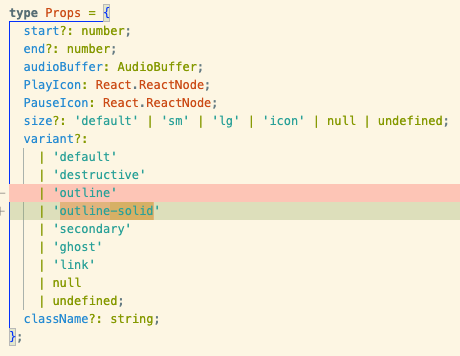 type Props = {
start?: number;
end?: number;
audioBuffer: AudioBuffer;
PlayIcon: React.ReactNode;
PauseIcon: React.ReactNode;
size?: 'default' | 'sm' | 'lg' | 'icon' | null | undefined;
variant?:
| 'default'
| 'destructive'
- | 'outline'
+ | 'outline-solid'
| 'secondary'
| 'ghost'
| 'link'
| null
| undefined;
className?: string;
};